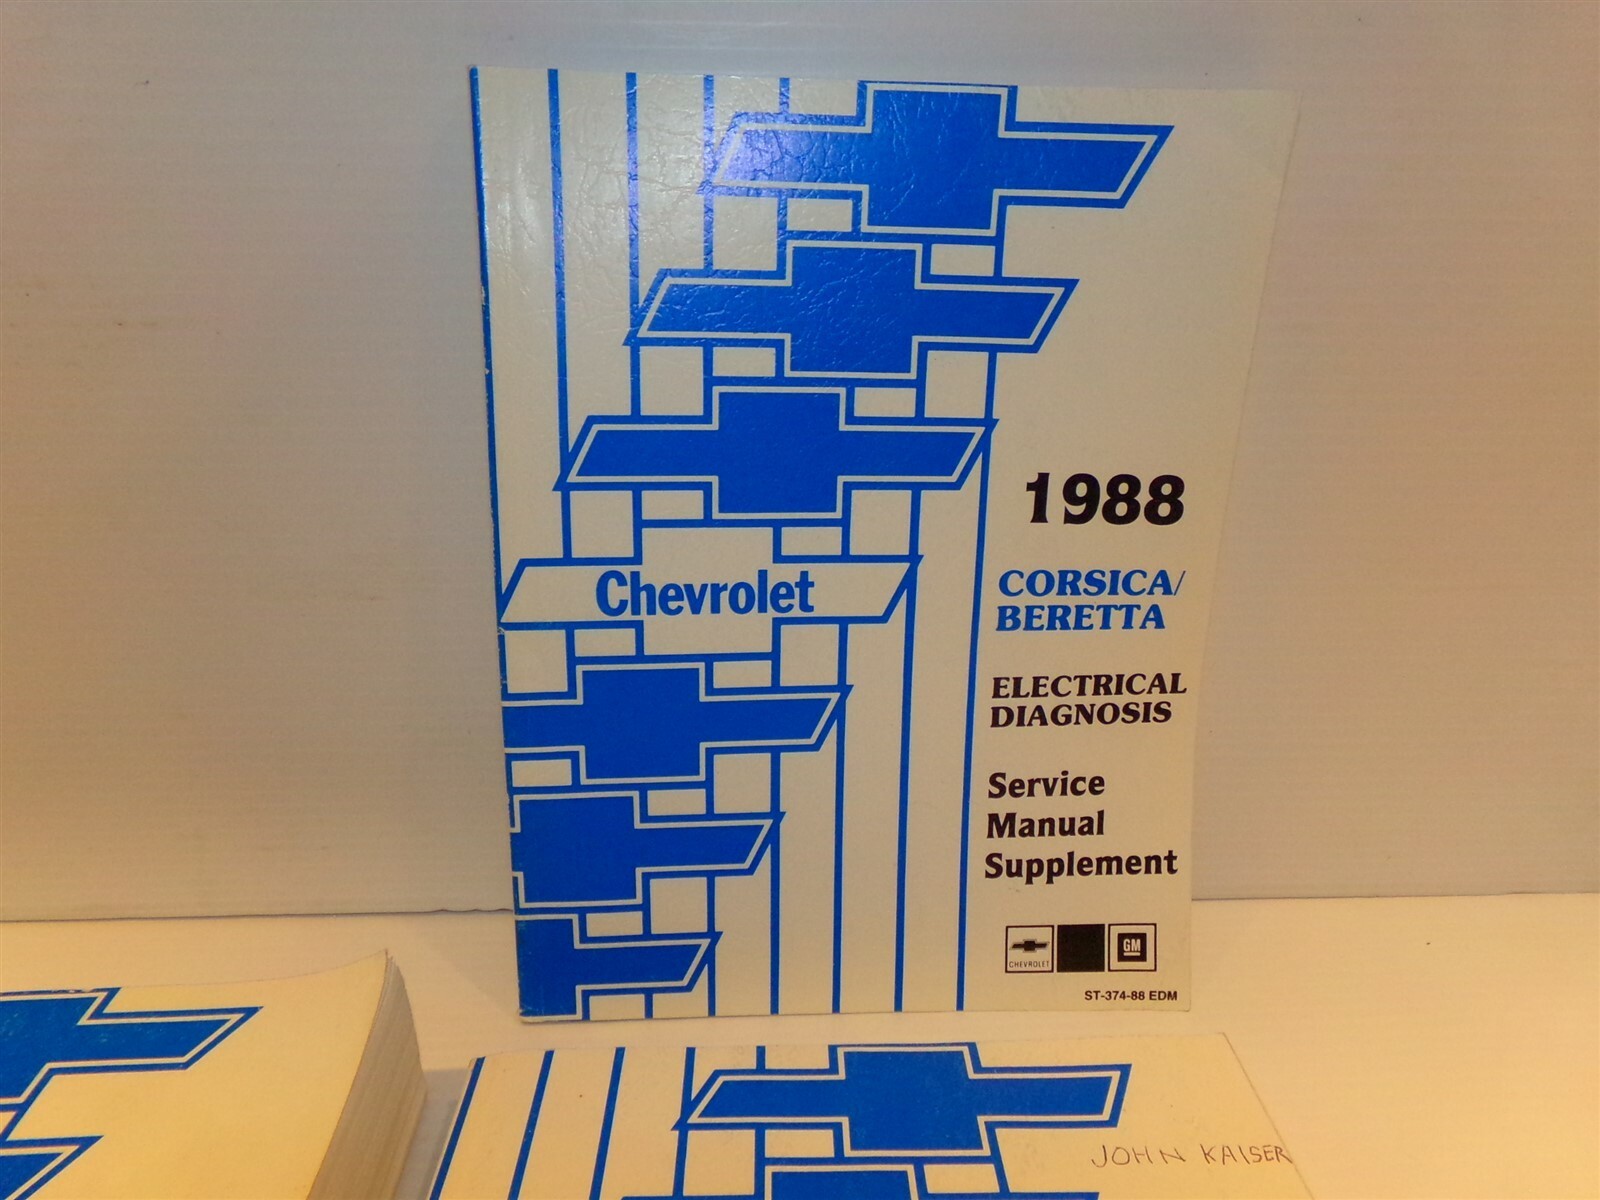 1988
CORSICA/
BERETTA
Chevrolet
ELECTRICAL
DIAGNOSIS
Service
Manual
Supplement
CHEVROLET
GM
ST-374-88 EDM
JOHN KAISER